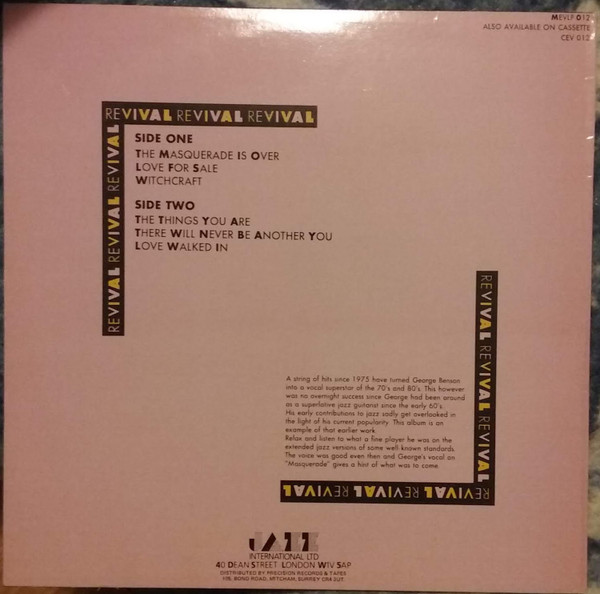 MEVLP 012
ALSO AVAILABLE ON CASSETTE
CEV 012
REVIVAL REVIVAL REVIVAL
REVIVAL REVIVAL REVIVAL
SIDE ONE
THE MASQUERADE IS OVER
LOVE FOR SALE
WITCHCRAFT
SIDE TWO
THE THINGS YOU ARE
THERE WILL NEVER BE ANOTHER YOU
LOVE WALKED IN
REVIVAL REVIVAL REVIVAL
A string of hits since 1975 have turned George Benson
into a vocal superstar of the 70's and 80's. This however
was no overnight success since George had been around
as a superlative jazz guitarist since the early 60's.
His early contributions to jazz sadly get overlooked in
the light of his current popularity. This album is an
example of that earlier work.
Relax and listen to what a fine player he was on the
extended jazz versions of some well-known standards.
The voice was good even then and George's vocal on
"Masquerade" gives a hint of what was to come.
REVIVAL REVIVAL REVIVAL
JAZZ
INTERNATIONAL LTD
40 DEAN STREET LONDON W1V 5AP
DISTRIBUTED BY PRECISION RECORDS & TAPES
BOND ROAD, MITCHAM, SURREY CR4 3UT